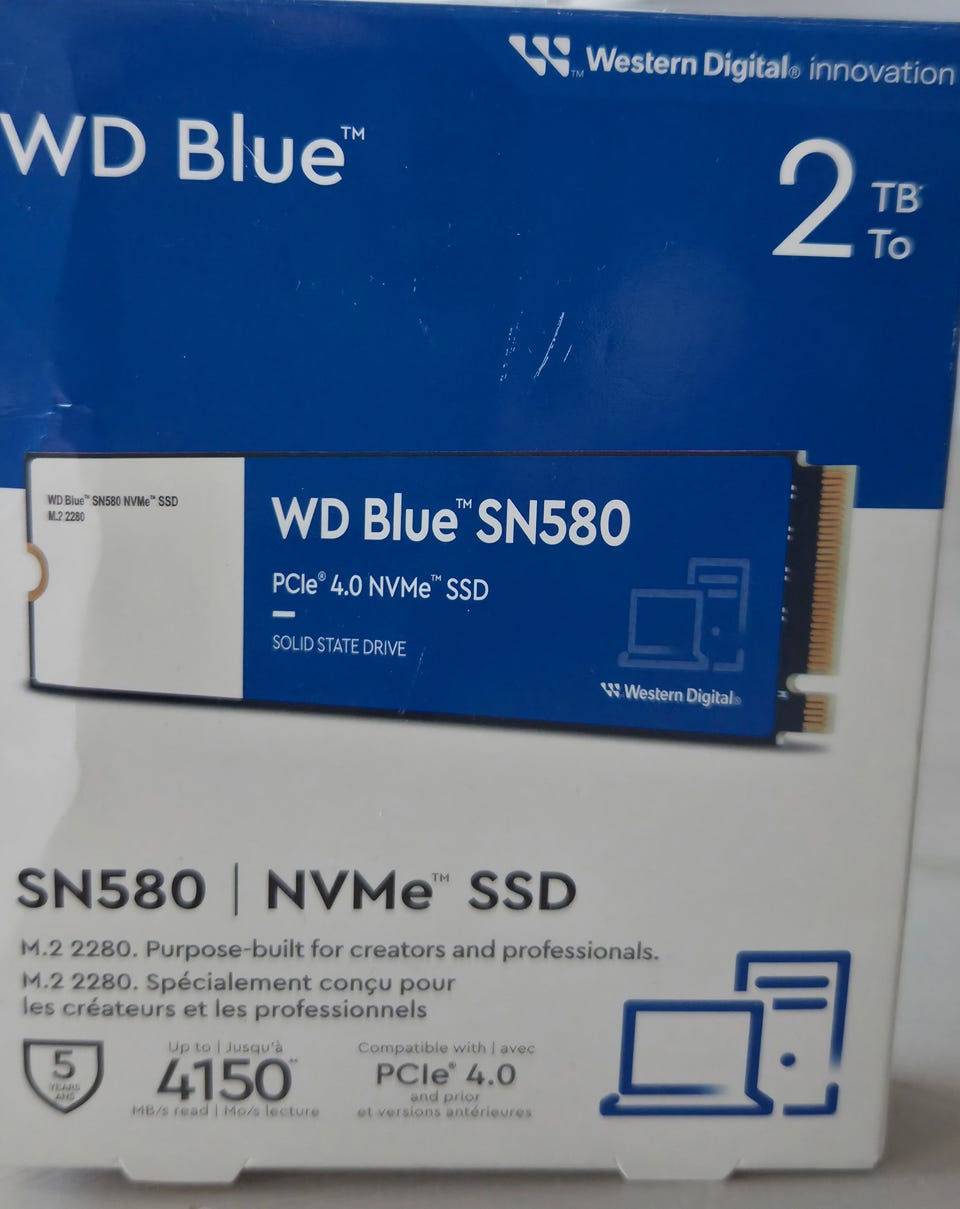 Western Digital® innovation
WD Blue™
2 TB
To
WD Blue™ SN580 NVMe™ SSD
M.2 2280
WD Blue™ SN580
PCIe® 4.0 NVMe™ SSD
SOLID STATE DRIVE
Western Digital®
SN580 | NVMe™ SSD
M.2 2280. Purpose-built for creators and professionals.
M.2 2280. Spécialement conçu pour
les créateurs et les professionnels
5
YEARS
ANS
Up to | Jusqu'à
4150**
MB/s read | Mo/s lecture
Compatible with | avec
PCIe® 4.0
and prior
et versions antérieures